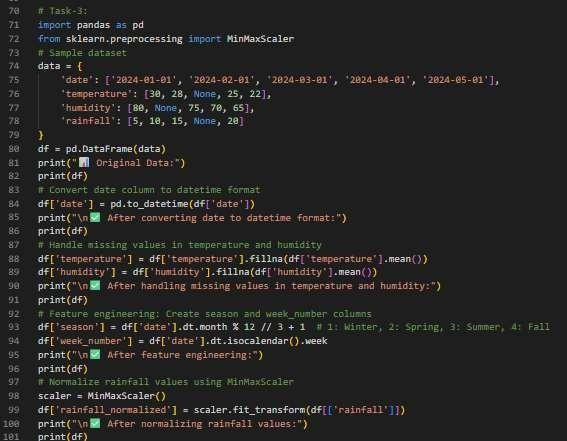 70 # Task-3:
71 import pandas as pd
72 from sklearn.preprocessing import MinMaxScaler
73 # Sample dataset
74 data = {
75     'date': ['2024-01-01', '2024-02-01', '2024-03-01', '2024-04-01', '2024-05-01'],
76     'temperature': [30, 28, None, 25, 22],
77     'humidity': [80, None, 75, 70, 65],
78     'rainfall': [5, 10, 15, None, 20]
79 }
80 df = pd.DataFrame(data)
81 print("📊 Original Data:")
82 print(df)
83 # Convert date column to datetime format
84 df['date'] = pd.to_datetime(df['date'])
85 print("\n✅ After converting date to datetime format:")
86 print(df)
87 # Handle missing values in temperature and humidity
88 df['temperature'] = df['temperature'].fillna(df['temperature'].mean())
89 df['humidity'] = df['humidity'].fillna(df['humidity'].mean())
90 print("\n✅ After handling missing values in temperature and humidity:")
91 print(df)
92 # Feature engineering: Create season and week_number columns
93 df['season'] = df['date'].dt.month % 12 // 3 + 1  # 1: Winter, 2: Spring, 3: Summer, 4: Fall
94 df['week_number'] = df['date'].dt.isocalendar().week
95 print("\n✅ After feature engineering:")
96 print(df)
97 # Normalize rainfall values using MinMaxScaler
98 scaler = MinMaxScaler()
99 df['rainfall_normalized'] = scaler.fit_transform(df[['rainfall']])
100 print("\n✅ After normalizing rainfall values:")
101 print(df)